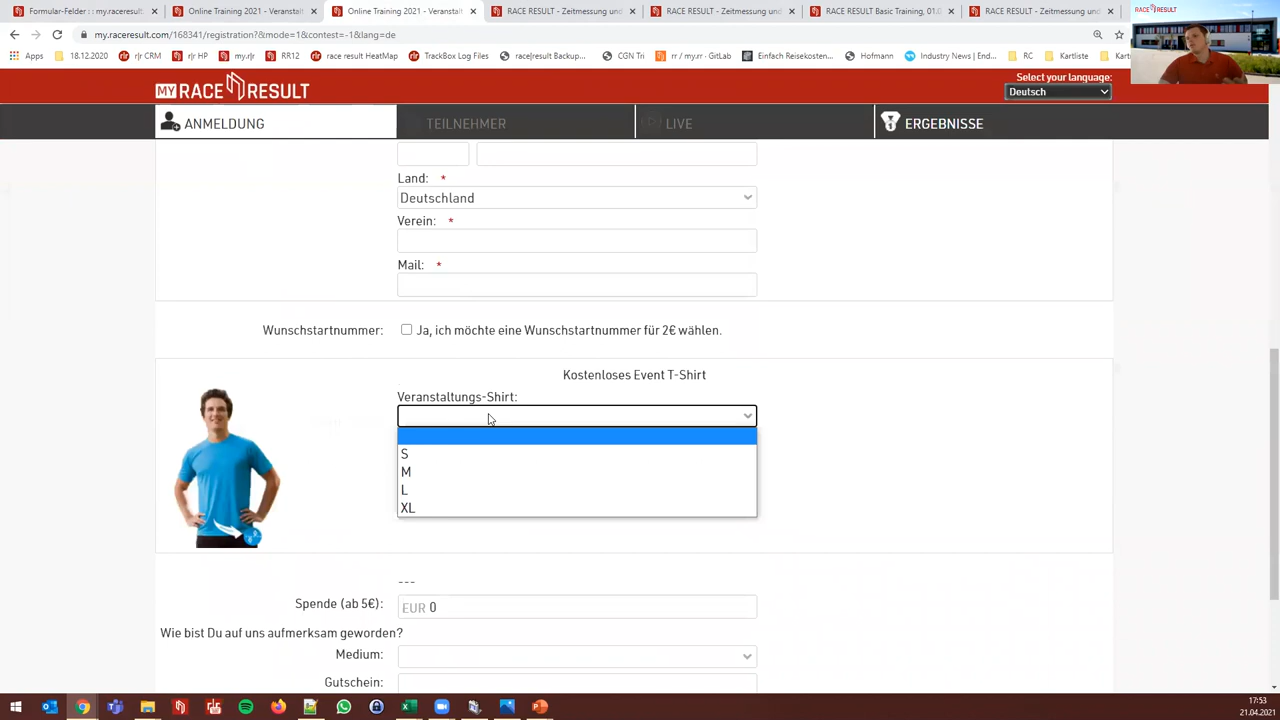 Formular-Felder : : my.raceresult
Online Training 2021 - Veranstalt
Online Training 2021 - Veranstalt
RACE RESULT - Zeitmessung und
RACE RESULT - Zeitmessung und
RACE RESULT Basic Training, 01.0
RACE RESULT - Zeitmessung und
RACE RESULT
my.raceresult.com/168341/registration?&mode=1&contest=-1&lang=de
Apps
18.12.2020
r|r CRM
r|r HP
my.r|r
RR12
race result HeatMap
TrackBox Log Files
race|result Backup...
CGN Tri
rr / my.rr · GitLab
Einfach Reisekosten...
Hofmann
Industry News | End...
RC
Kartliste
MY RACE RESULT
Select your language:
Deutsch
ANMELDUNG
TEILNEHMER
LIVE
ERGEBNISSE
Land: *
Deutschland
Verein: *
Mail: *
Wunschstartnummer:
Ja, ich möchte eine Wunschstartnummer für 2€ wählen.
Kostenloses Event T-Shirt
Veranstaltungs-Shirt:
S
M
L
XL
---
Spende (ab 5€):
EUR 0
Wie bist Du auf uns aufmerksam geworden?
Medium:
Gutschein:
17:53
21.04.2021